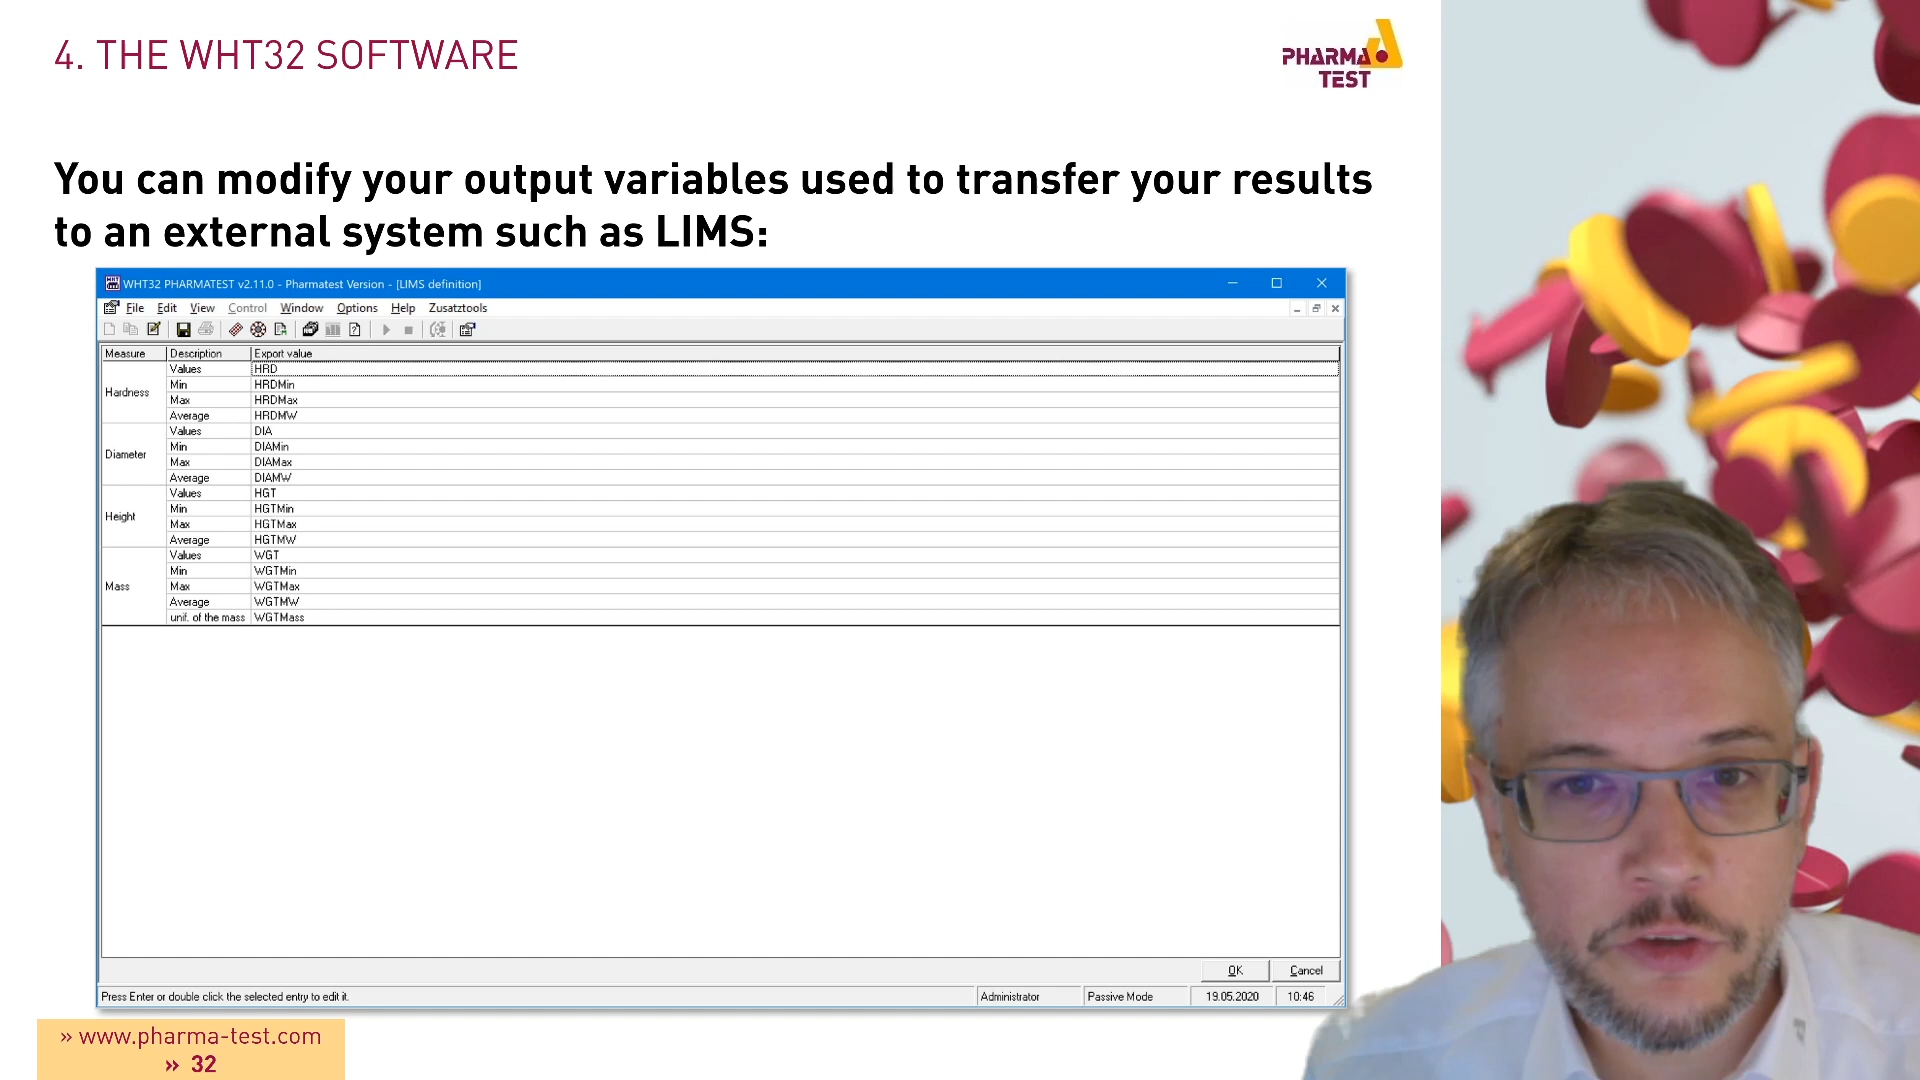 4. THE WHT32 SOFTWARE
PHARMA
TEST
You can modify your output variables used to transfer your results
to an external system such as LIMS:
WHT32 PHARMATEST v2.11.0 - Pharmatest Version - [LIMS definition]
File Edit View Control Window Options Help Zusatztools
Measure Description Export value
Hardness
Values HRD
Min HRDMin
Max HRDMax
Average HRDMW
Diameter
Values DIA
Min DIAMin
Max DIAMax
Average DIAMW
Height
Values HGT
Min HGTMin
Max HGTMax
Average HGTMW
Mass
Values WGT
Min WGTMin
Max WGTMax
Average WGTMW
unif. of the mass WGTMass
OK Cancel
Press Enter or double click the selected entry to edit it. Administrator Passive Mode 19.05.2020 10:46
» www.pharma-test.com
» 32